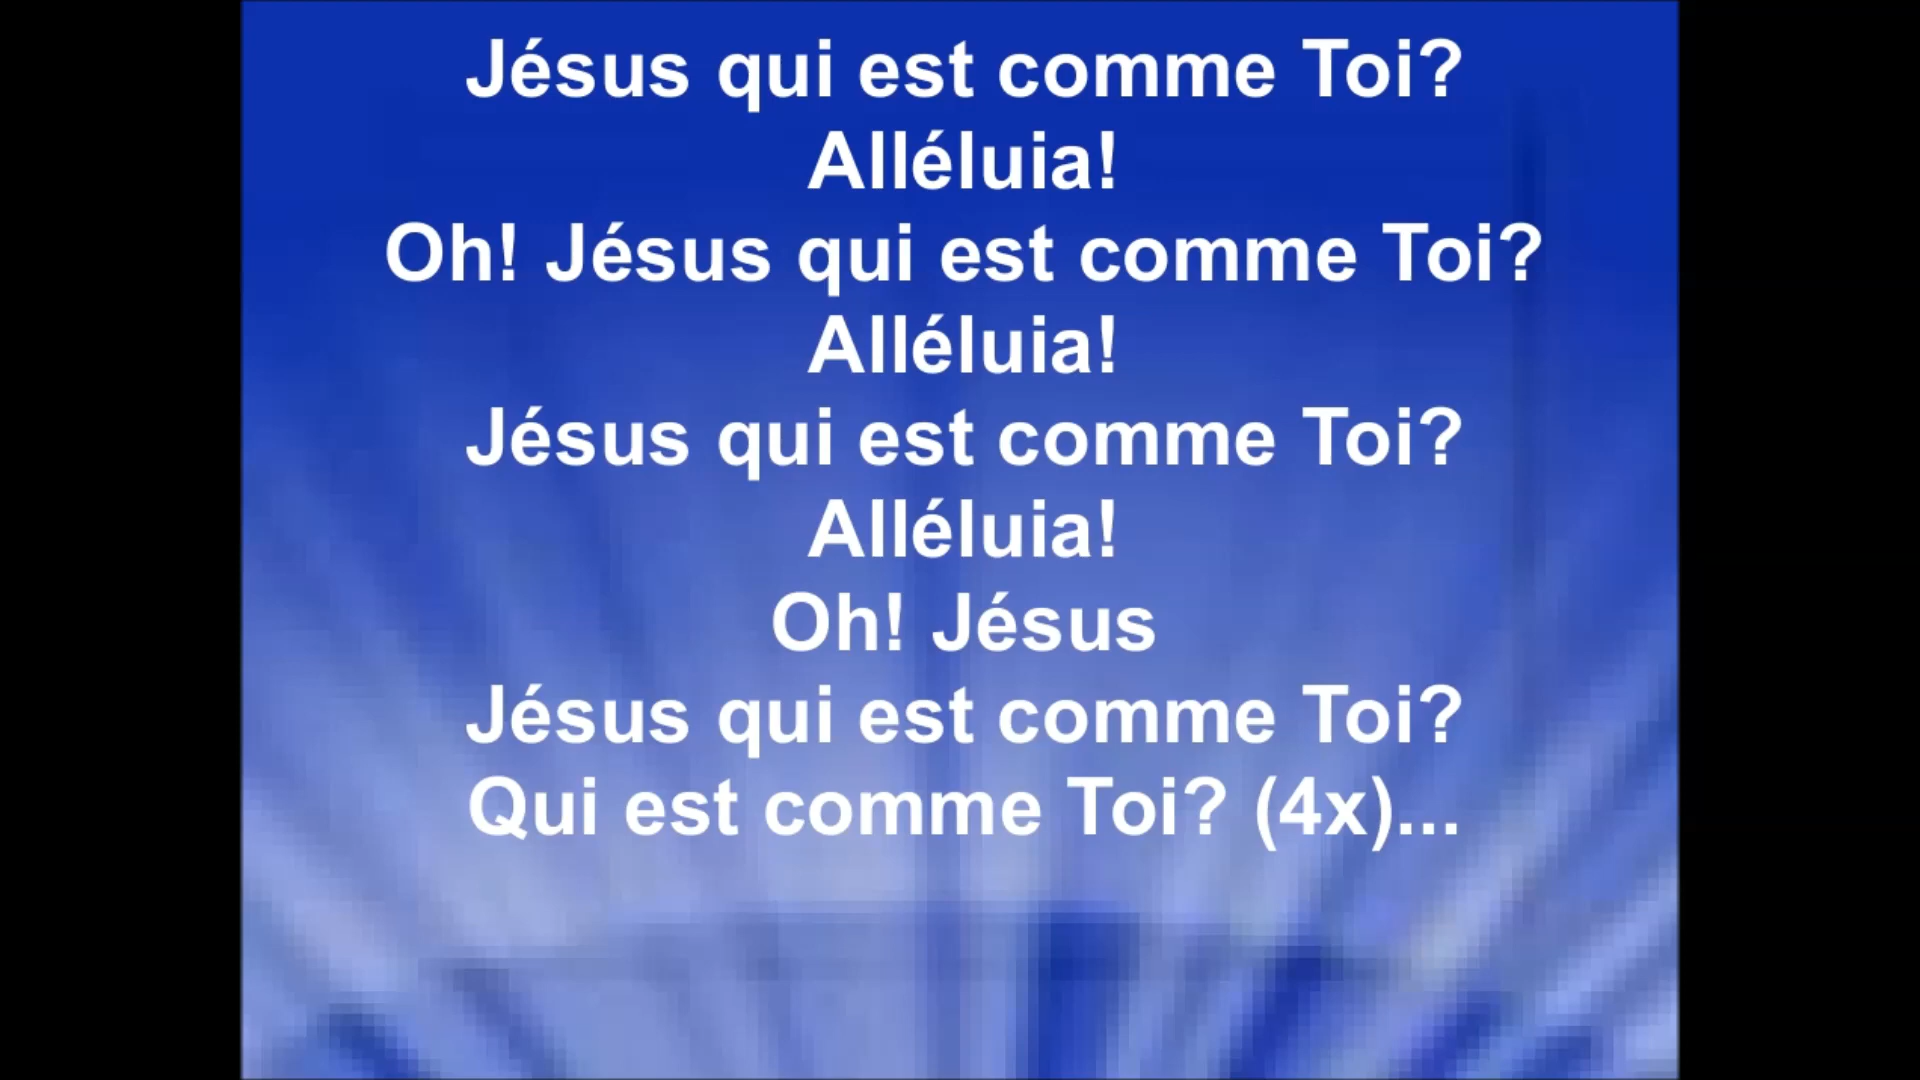 Jésus qui est comme Toi?
Alléluia!
Oh! Jésus qui est comme Toi?
Alléluia!
Jésus qui est comme Toi?
Alléluia!
Oh! Jésus
Jésus qui est comme Toi?
Qui est comme Toi? (4x)...